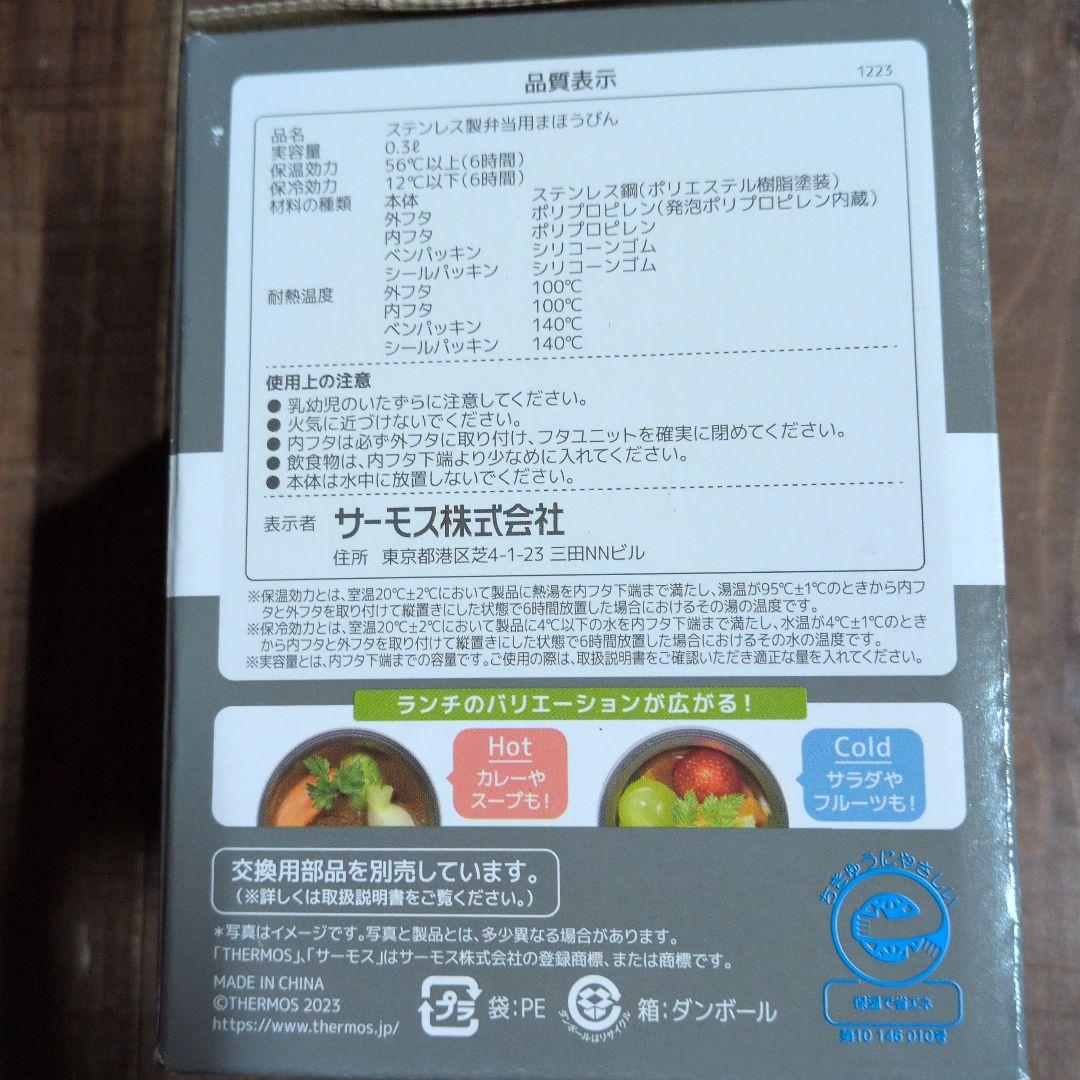 品質表示
1223
品名 ステンレス製弁当用まほうびん
実容量 0.3ℓ
保温効力 56℃以上(6時間)
保冷効力 12℃以下(6時間)
材料の種類 本体 ステンレス鋼(ポリエステル樹脂塗装)
外フタ ポリプロピレン(発泡ポリプロピレン内蔵)
内フタ ポリプロピレン
ベンパッキン シリコーンゴム
シールパッキン シリコーンゴム
耐熱温度 外フタ 100℃
内フタ 100℃
ベンパッキン 140℃
シールパッキン 140℃
使用上の注意
● 乳幼児のいたずらに注意してください。
● 火気に近づけないでください。
● 内フタは必ず外フタに取り付け、フタユニットを確実に閉めてください。
● 飲食物は、内フタ下端より少なめに入れてください。
● 本体は水中に放置しないでください。
表示者 サーモス株式会社
住所 東京都港区芝4-1-23 三田NNビル
※保温効力とは、室温20℃±2℃において製品に熱湯を内フタ下端まで満たし、湯温が95℃±1℃のときから内フ
タと外フタを取り付けて縦置きにした状態で6時間放置した場合におけるその湯の温度です。
※保冷効力とは、室温20℃±2℃において製品に4℃以下の水を内フタ下端まで満たし、水温が4℃±1℃のとき
から内フタと外フタを取り付けて縦置きにした状態で6時間放置した場合におけるその水の温度です。
※実容量とは、内フタ下端までの容量です。ご使用の際は、取扱説明書をご確認いただき適正な量を入れてください。
ランチのバリエーションが広がる!
Hot
カレーや
スープも!
Cold
サラダや
フルーツも!
交換用部品を別売しています。
(※詳しくは取扱説明書をご覧ください。)
*写真はイメージです。写真と製品とは、多少異なる場合があります。
「THERMOS」、「サーモス」はサーモス株式会社の登録商標、または商標です。
MADE IN CHINA
©THERMOS 2023
https://www.thermos.jp/
プラ 袋:PE
ダンボールはリサイクル 箱:ダンボール
ちきゅうにやさしい
保温で省エネ
第10 146 010号